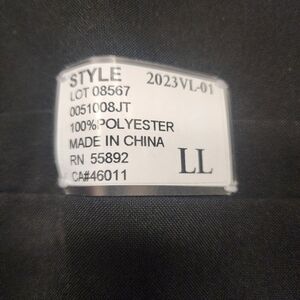 STYLE 2023VL-01
LOT 08567
0051008JT
100%POLYESTER
MADE IN CHINA
RN 55892 LL
CA#46011